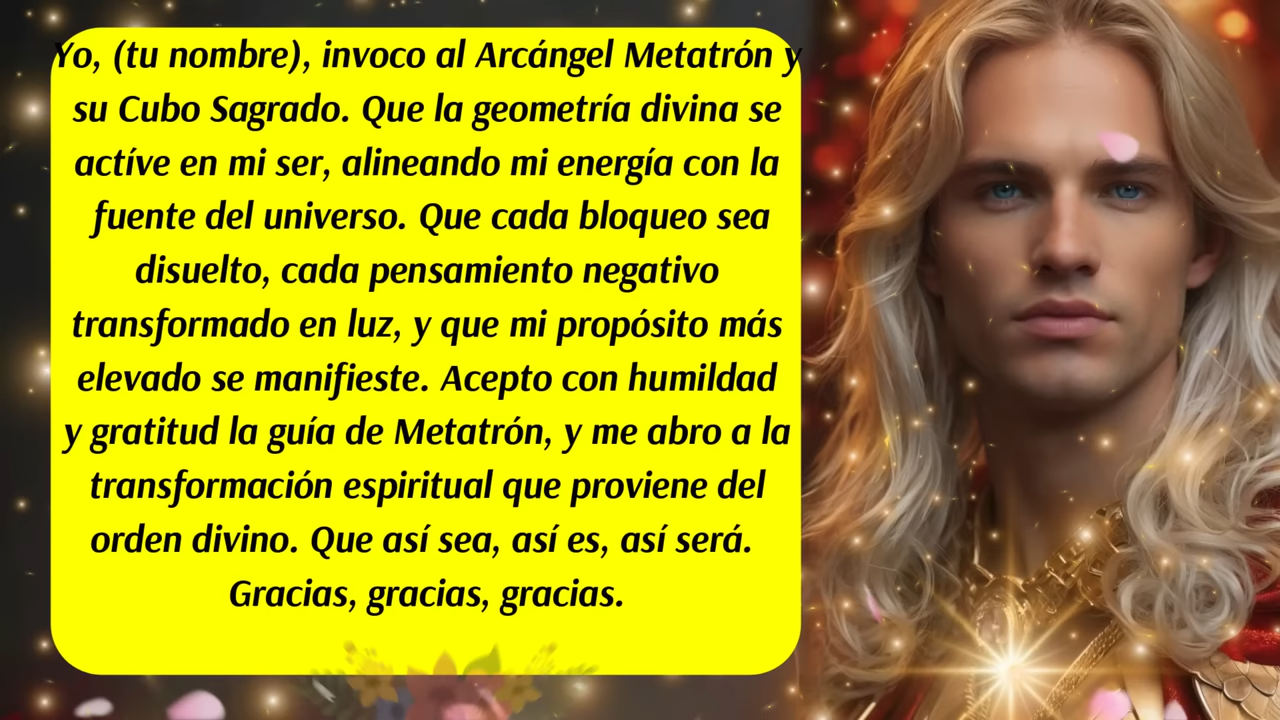 Yo, (tu nombre), invoco al Arcángel Metatrón y
su Cubo Sagrado. Que la geometría divina se
actíve en mi ser, alineando mi energía con la
fuente del universo. Que cada bloqueo sea
disuelto, cada pensamiento negativo
transformado en luz, y que mi propósito más
elevado se manifieste. Acepto con humildad
y gratitud la guía de Metatrón, y me abro a la
transformación espiritual que proviene del
orden divino. Que así sea, así es, así será.
Gracias, gracias, gracias.